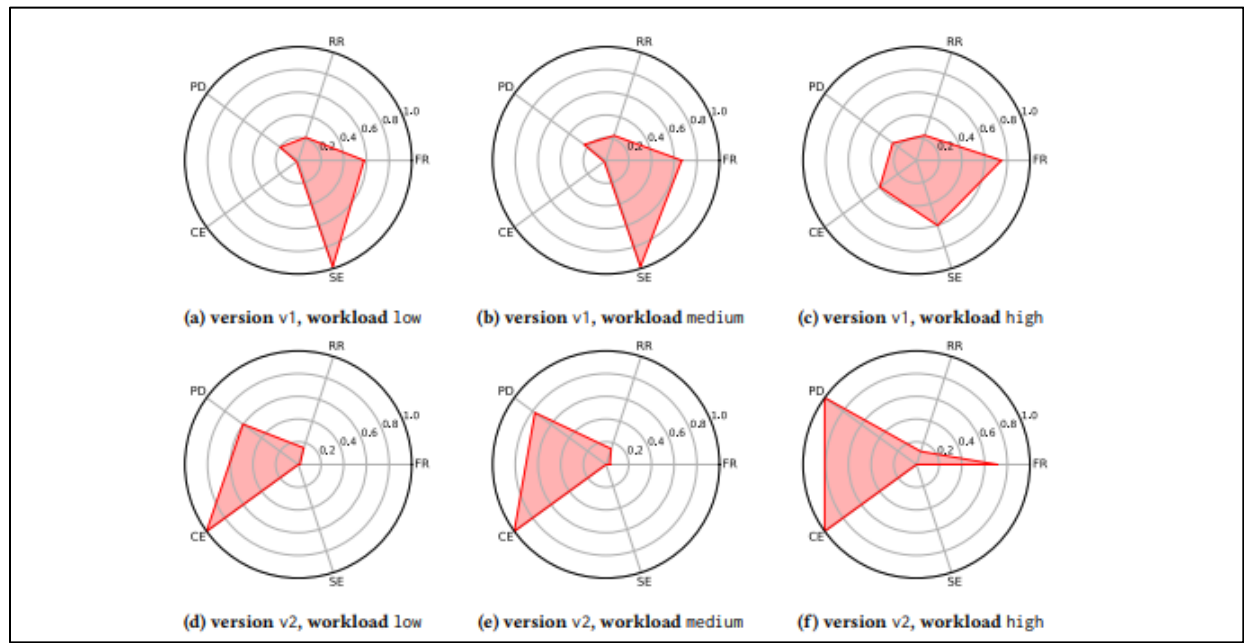 RR
RR
RR
PD
PD
PD
1.0
1.0
1.0
0.8
0.8
0.8
0.6
0.6
0.6
0.4
0.4
0.4
0.2
0.2
0.2
FR
FR
FR
CE
CE
CE
SE
SE
SE
(a) version v1, workload low
(b) version v1, workload medium
(c) version v1, workload high
RR
RR
RR
PD
PD
PD
1.0
1.0
1.0
0.8
0.8
0.8
0.6
0.6
0.6
0.4
0.4
0.4
0.2
0.2
0.2
FR
FR
FR
CE
CE
CE
SE
SE
SE
(d) version v2, workload low
(e) version v2, workload medium
(f) version v2, workload high